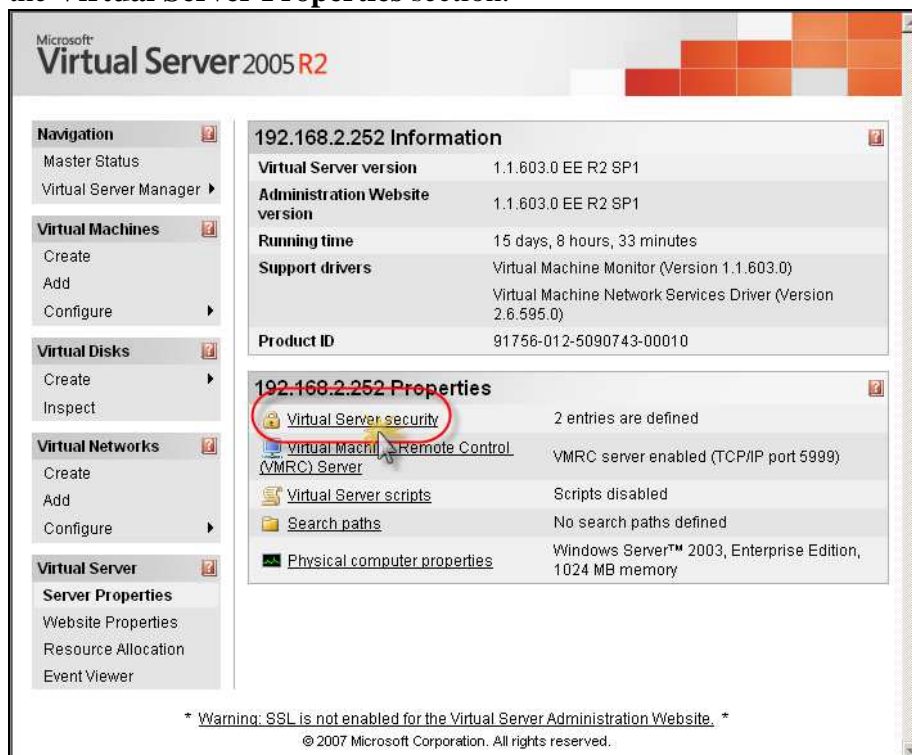 the Virtual Server Properties section.
Microsoft
Virtual Server 2005 R2
Navigation
Master Status
Virtual Server Manager
Virtual Machines
Create
Add
Configure
Virtual Disks
Create
Inspect
Virtual Networks
Create
Add
Configure
Virtual Server
Server Properties
Website Properties
Resource Allocation
Event Viewer
192.168.2.252 Information
Virtual Server version 1.1.603.0 EE R2 SP1
Administration Website
version 1.1.603.0 EE R2 SP1
Running time 15 days, 8 hours, 33 minutes
Support drivers Virtual Machine Monitor (Version 1.1.603.0)
Virtual Machine Network Services Driver (Version
2.6.595.0)
Product ID 91756-012-5090743-00010
192.168.2.252 Properties
Virtual Server security 2 entries are defined
Virtual Machine Remote Control
(VMRC) Server VMRC server enabled (TCP/IP port 5999)
Virtual Server scripts Scripts disabled
Search paths No search paths defined
Physical computer properties Windows Server™ 2003, Enterprise Edition,
1024 MB memory
* Warning: SSL is not enabled for the Virtual Server Administration Website. *
© 2007 Microsoft Corporation. All rights reserved.